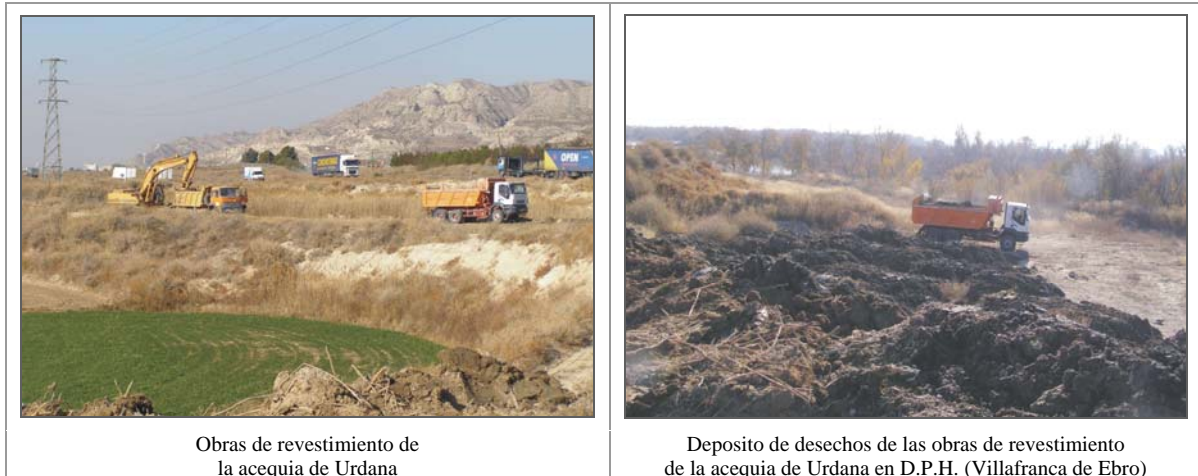 OPEN
Obras de revestimiento de
la acequia de Urdana
Deposito de desechos de las obras de revestimiento
de la acequia de Urdana en D.P.H. (Villafranca de Ebro)